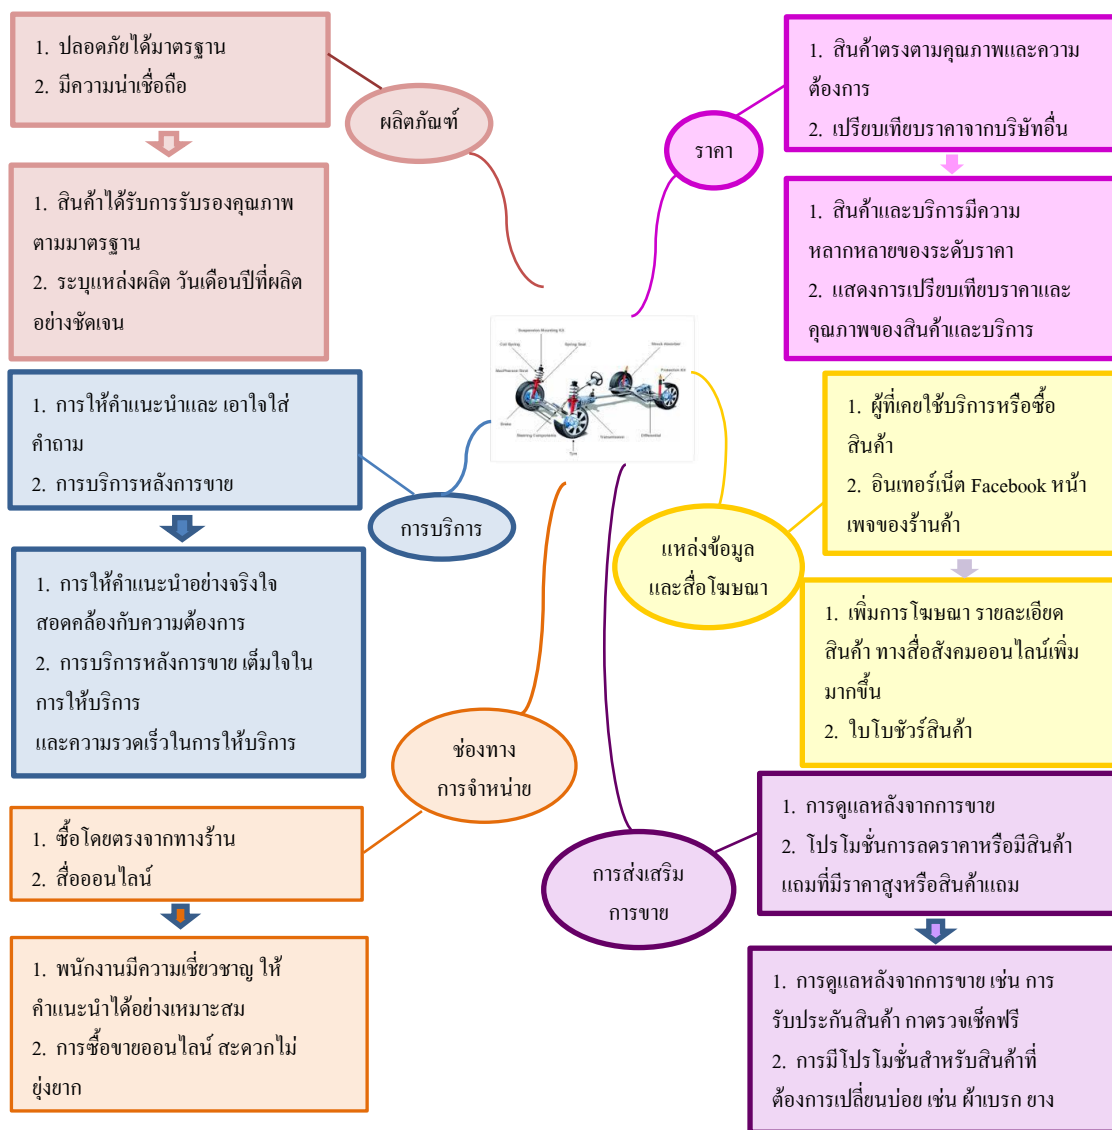 1. ปลอดภัยได้มาตรฐาน
2. มีความน่าเชื่อถือ
ผลิตภัณฑ์
1. สินค้าได้รับการรับรองคุณภาพ
ตามมาตรฐาน
2. ระบุแหล่งผลิต วันเดือนปีที่ผลิต
อย่างชัดเจน
1. สินค้าตรงตามคุณภาพและความ
ต้องการ
2. เปรียบเทียบราคาจากบริษัทอื่น
ราคา
1. สินค้าและบริการมีความ
หลากหลายของระดับราคา
2. แสดงการเปรียบเทียบราคาและ
คุณภาพของสินค้าและบริการ
Suspension Mounting Kit
Coil Spring
Spring Seat
Shock Absorber
Protection Kit
Brake
Steering Components
Tyre
Transmission
Differential
1. การให้คำแนะนำและ เอาใจใส่
คำถาม
2. การบริการหลังการขาย
การบริการ
1. การให้คำแนะนำอย่างจริงใจ
สอดคล้องกับความต้องการ
2. การบริการหลังการขาย เต็มใจใน
การให้บริการ
และความรวดเร็วในการให้บริการ
1. ผู้ที่เคยใช้บริการหรือซื้อ
สินค้า
2. อินเทอร์เน็ต Facebook หน้า
เพจของร้านค้า
แหล่งข้อมูล
และสื่อโฆษณา
1. เพิ่มการโฆษณา รายละเอียด
สินค้า ทางสื่อสังคมออนไลน์เพิ่ม
มากขึ้น
2. ใบโบชัวร์สินค้า
ช่องทาง
การจำหน่าย
1. ซื้อโดยตรงจากทางร้าน
2. สื่อออนไลน์
1. พนักงานมีความเชี่ยวชาญ ให้
คำแนะนำได้อย่างเหมาะสม
2. การซื้อขายออนไลน์ สะดวกไม่
ยุ่งยาก
การส่งเสริม
การขาย
1. การดูแลหลังจากการขาย
2. โปรโมชั่นการลดราคาหรือมีสินค้า
แถมที่มีราคาสูงหรือสินค้าแถม
1. การดูแลหลังจากการขาย เช่น การ
รับประกันสินค้า กาตรวจเช็คฟรี
2. การมีโปรโมชั่นสำหรับสินค้าที่
ต้องการเปลี่ยนบ่อย เช่น ผ้าเบรก ยาง